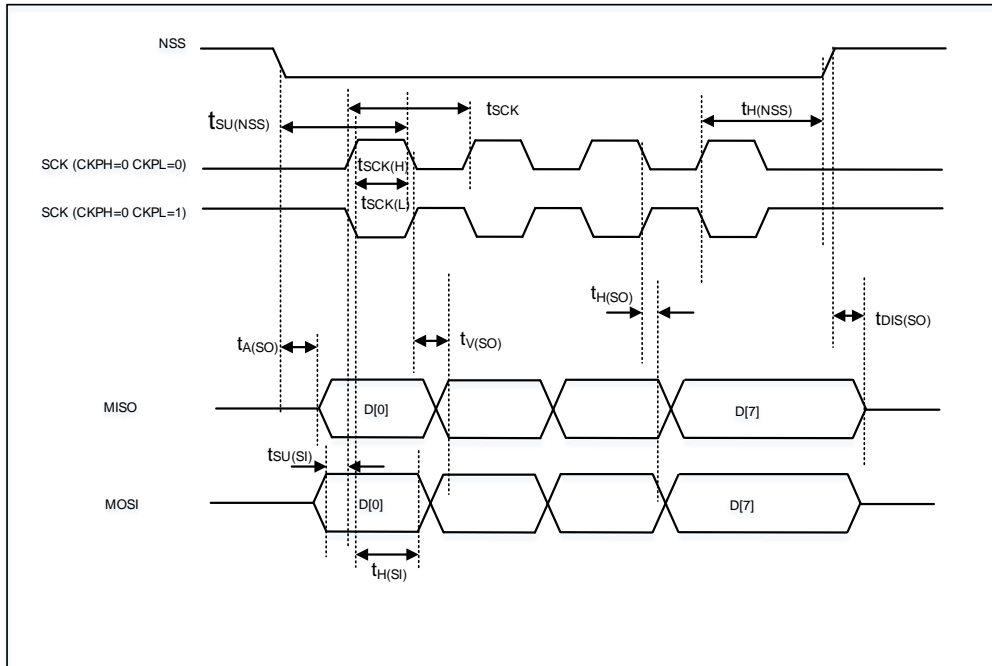 NSS
tSCK
tH(NSS)
tSU(NSS)
SCK (CKPH=0 CKPL=0)
tSCK(H)
tSCK(L)
SCK (CKPH=0 CKPL=1)
tH(SO)
tDIS(SO)
tA(SO)
tV(SO)
MISO
D[0]
D[7]
tSU(SI)
MOSI
D[0]
D[7]
tH(SI)